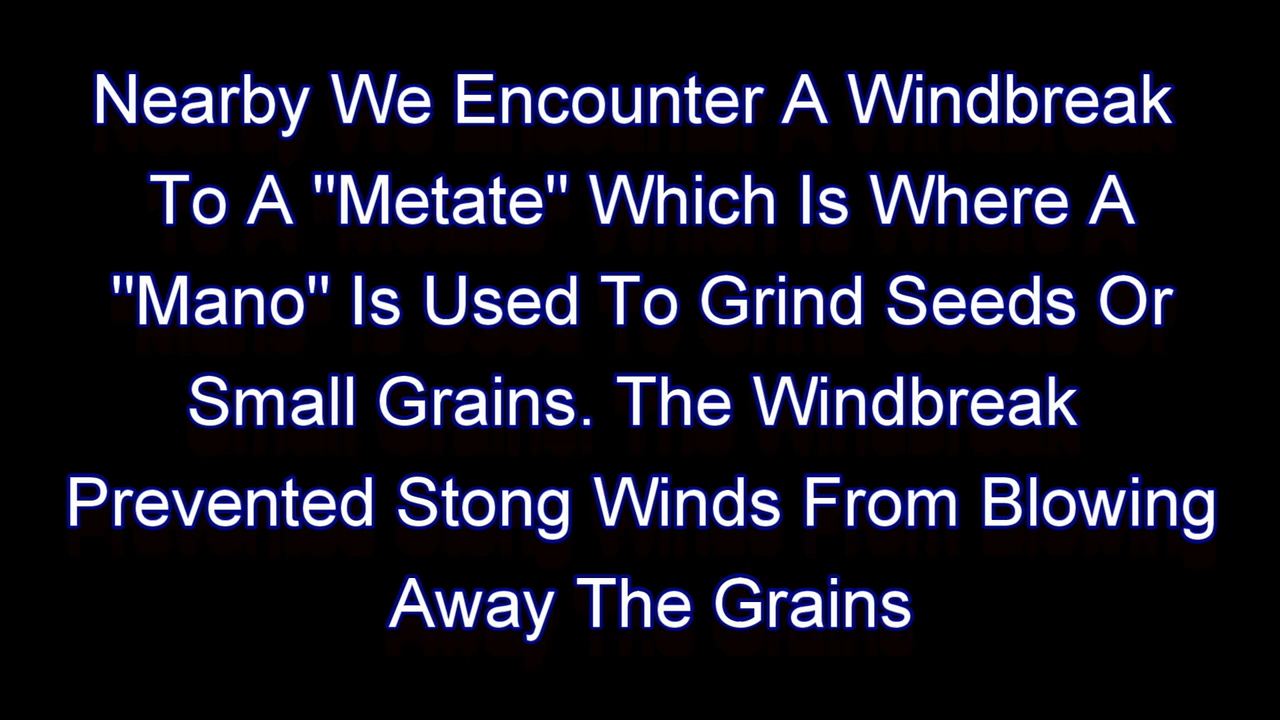 Nearby We Encounter A Windbreak
To A "Metate" Which Is Where A
"Mano" Is Used To Grind Seeds Or
Small Grains. The Windbreak
Prevented Stong Winds From Blowing
Away The Grains